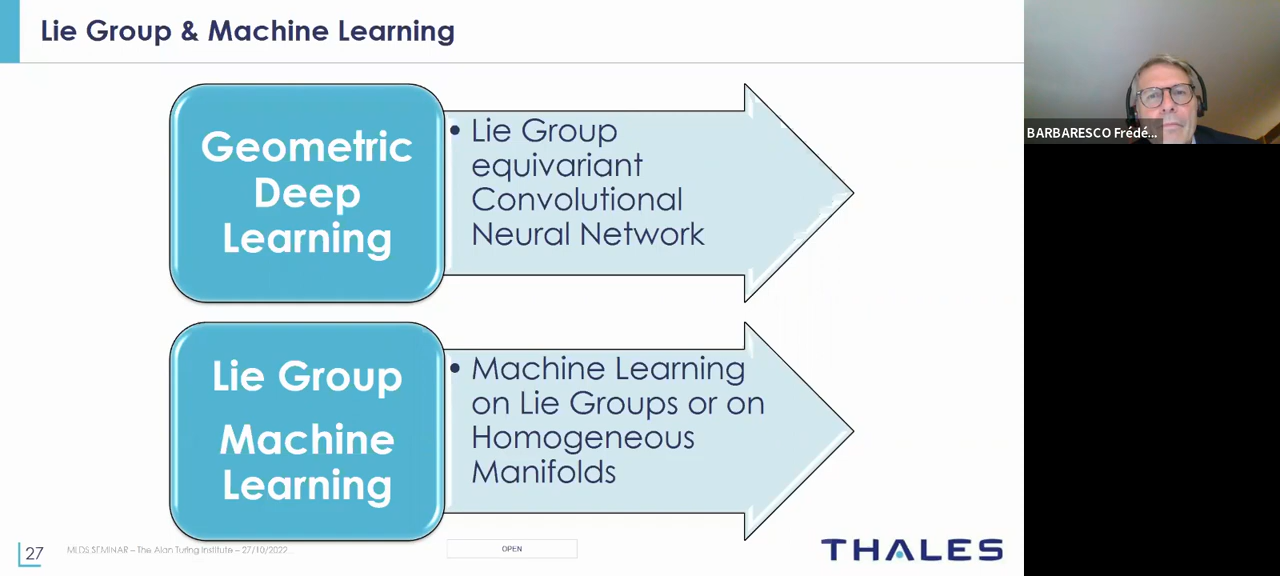 Lie Group & Machine Learning
Geometric
Deep
Learning
• Lie Group
equivariant
Convolutional
Neural Network
Lie Group
Machine
Learning
• Machine Learning
on Lie Groups or on
Homogeneous
Manifolds
27
MLDS SEMINAR – The Alan Turing Institute – 27/10/2022
OPEN
THALES
BARBARESCO Frédé...